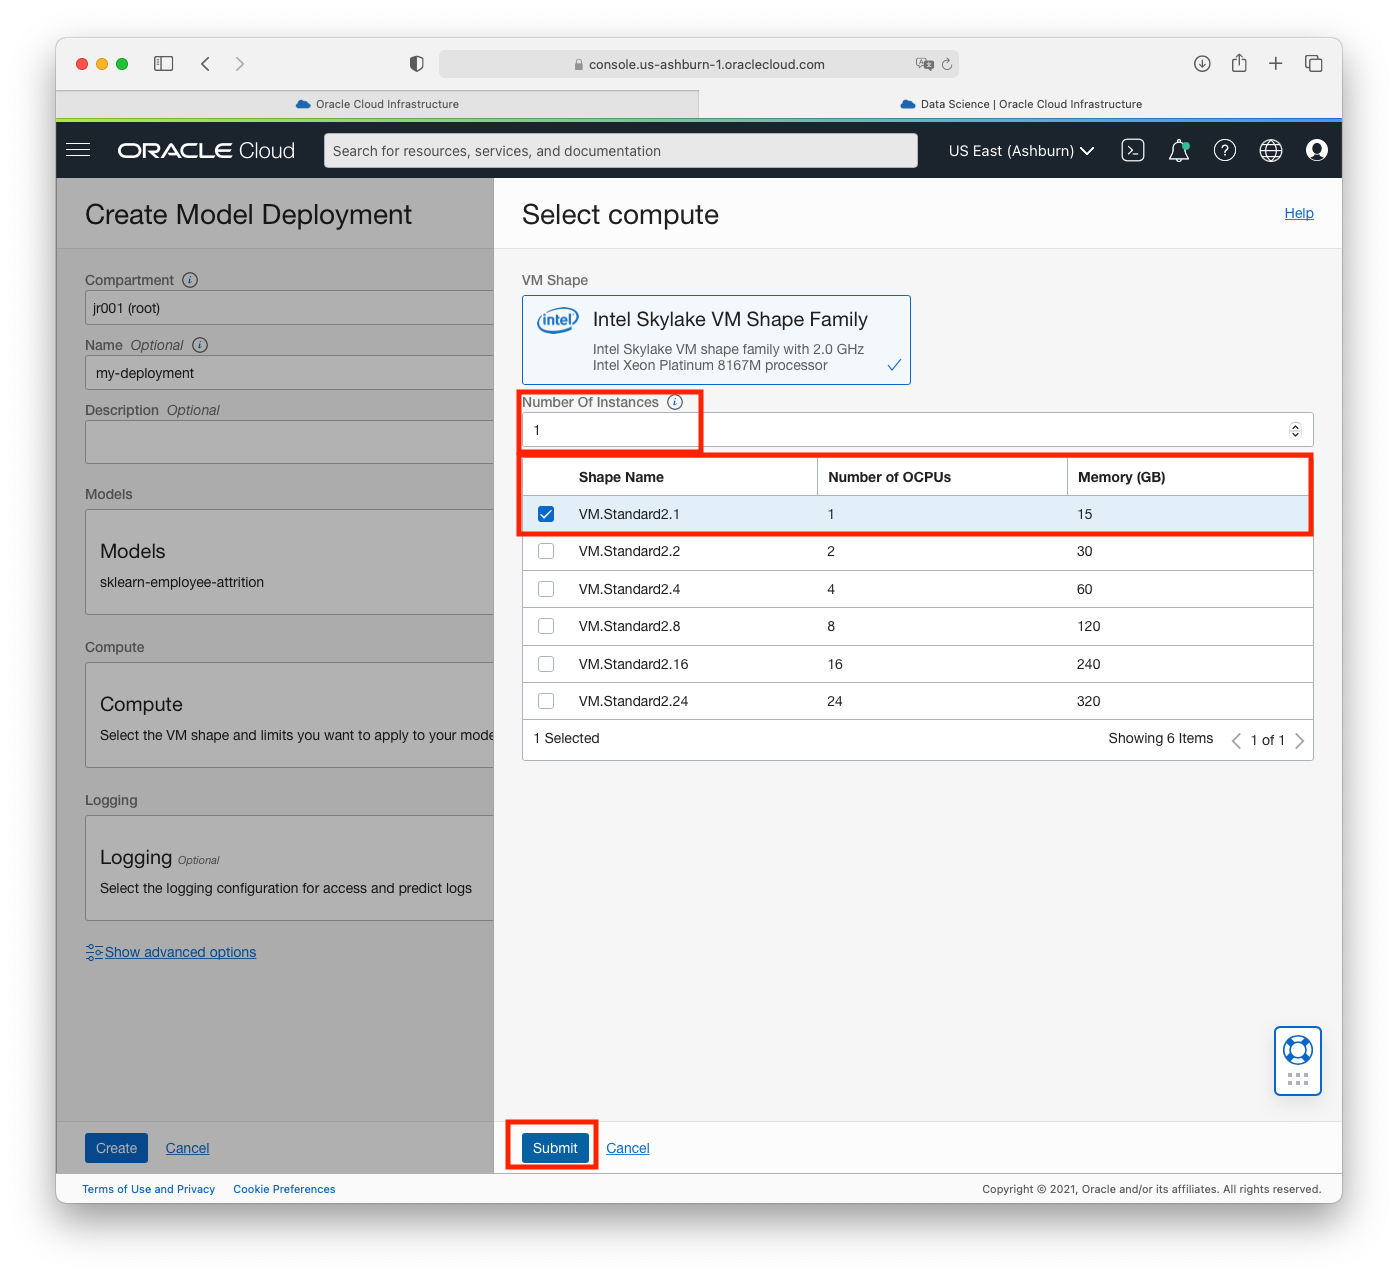 console.us-ashburn-1.oraclecloud.com
Oracle Cloud Infrastructure
Data Science | Oracle Cloud Infrastructure
ORACLE Cloud
Search for resources, services, and documentation
US East (Ashburn)
Create Model Deployment
Compartment
jr001 (root)
Name Optional
my-deployment
Description Optional
Models
Models
sklearn-employee-attrition
Compute
Compute
Select the VM shape and limits you want to apply to your mode
Logging
Logging Optional
Select the logging configuration for access and predict logs
Show advanced options
Create Cancel
Select compute
Help
VM Shape
intel
Intel Skylake VM Shape Family
Intel Skylake VM shape family with 2.0 GHz
Intel Xeon Platinum 8167M processor
Number Of Instances
1
Shape Name Number of OCPUs Memory (GB)
VM.Standard2.1 1 15
VM.Standard2.2 2 30
VM.Standard2.4 4 60
VM.Standard2.8 8 120
VM.Standard2.16 16 240
VM.Standard2.24 24 320
1 Selected Showing 6 Items 1 of 1
Submit Cancel
Terms of Use and Privacy Cookie Preferences
Copyright © 2021, Oracle and/or its affiliates. All rights reserved.